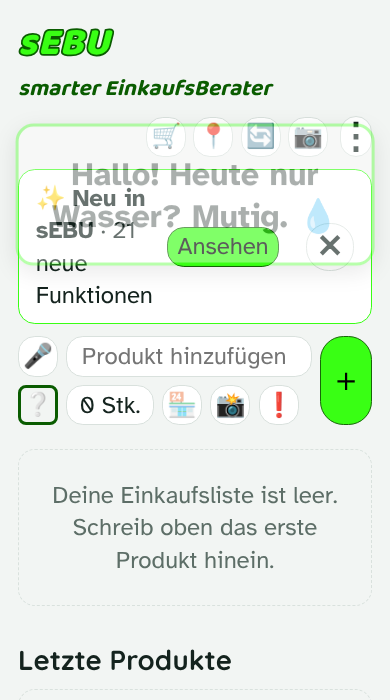 sEBU
smarter EinkaufsBerater
Hallo! Heute nur
Wasser? Mutig. 💧
✨ Neu in
sEBU · 21
neue
Funktionen
Ansehen
✕
Produkt hinzufügen
+
0 Stk.
Deine Einkaufsliste ist leer.
Schreib oben das erste
Produkt hinein.
Letzte Produkte